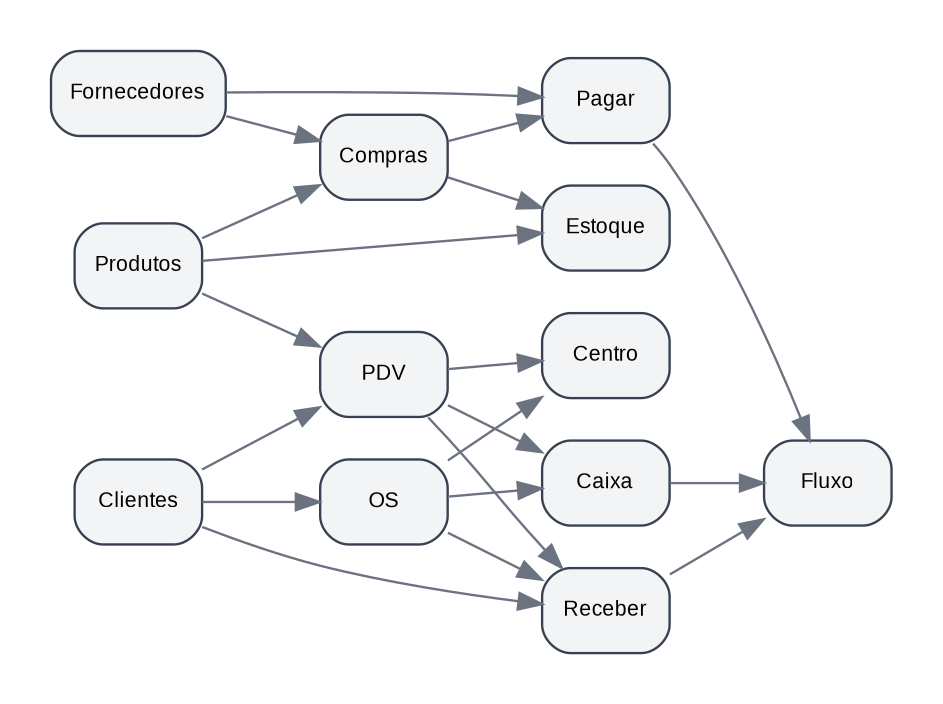 Fornecedores
Pagar
Compras
Estoque
Produtos
Centro
PDV
Caixa
Fluxo
Clientes
OS
Receber